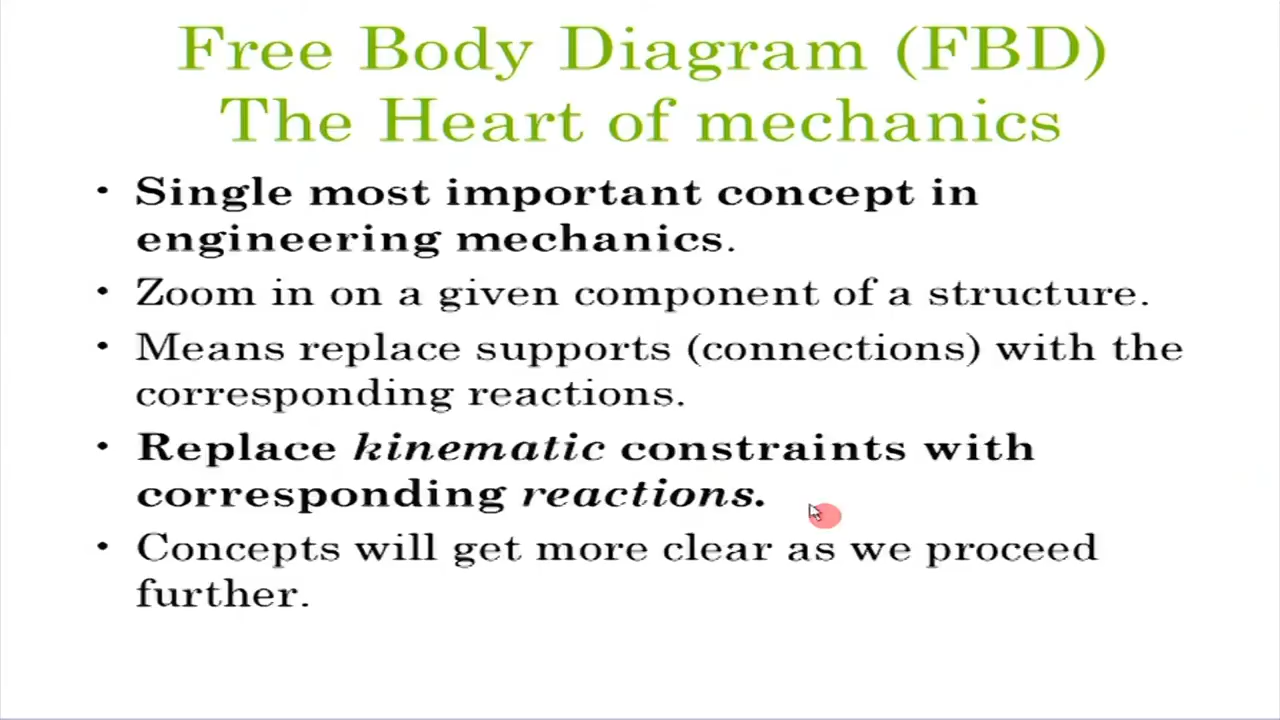 Free Body Diagram (FBD)
The Heart of mechanics
• Single most important concept in
engineering mechanics.
• Zoom in on a given component of a structure.
• Means replace supports (connections) with the
corresponding reactions.
• Replace kinematic constraints with
corresponding reactions.
• Concepts will get more clear as we proceed
further.